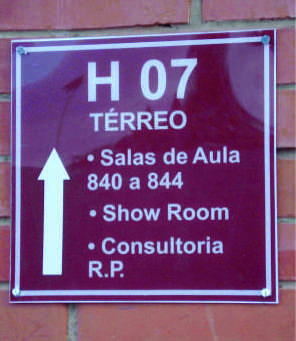 H 07
TÉRREO
• Salas de Aula
840 a 844
• Show Room
• Consultoria
R.P.